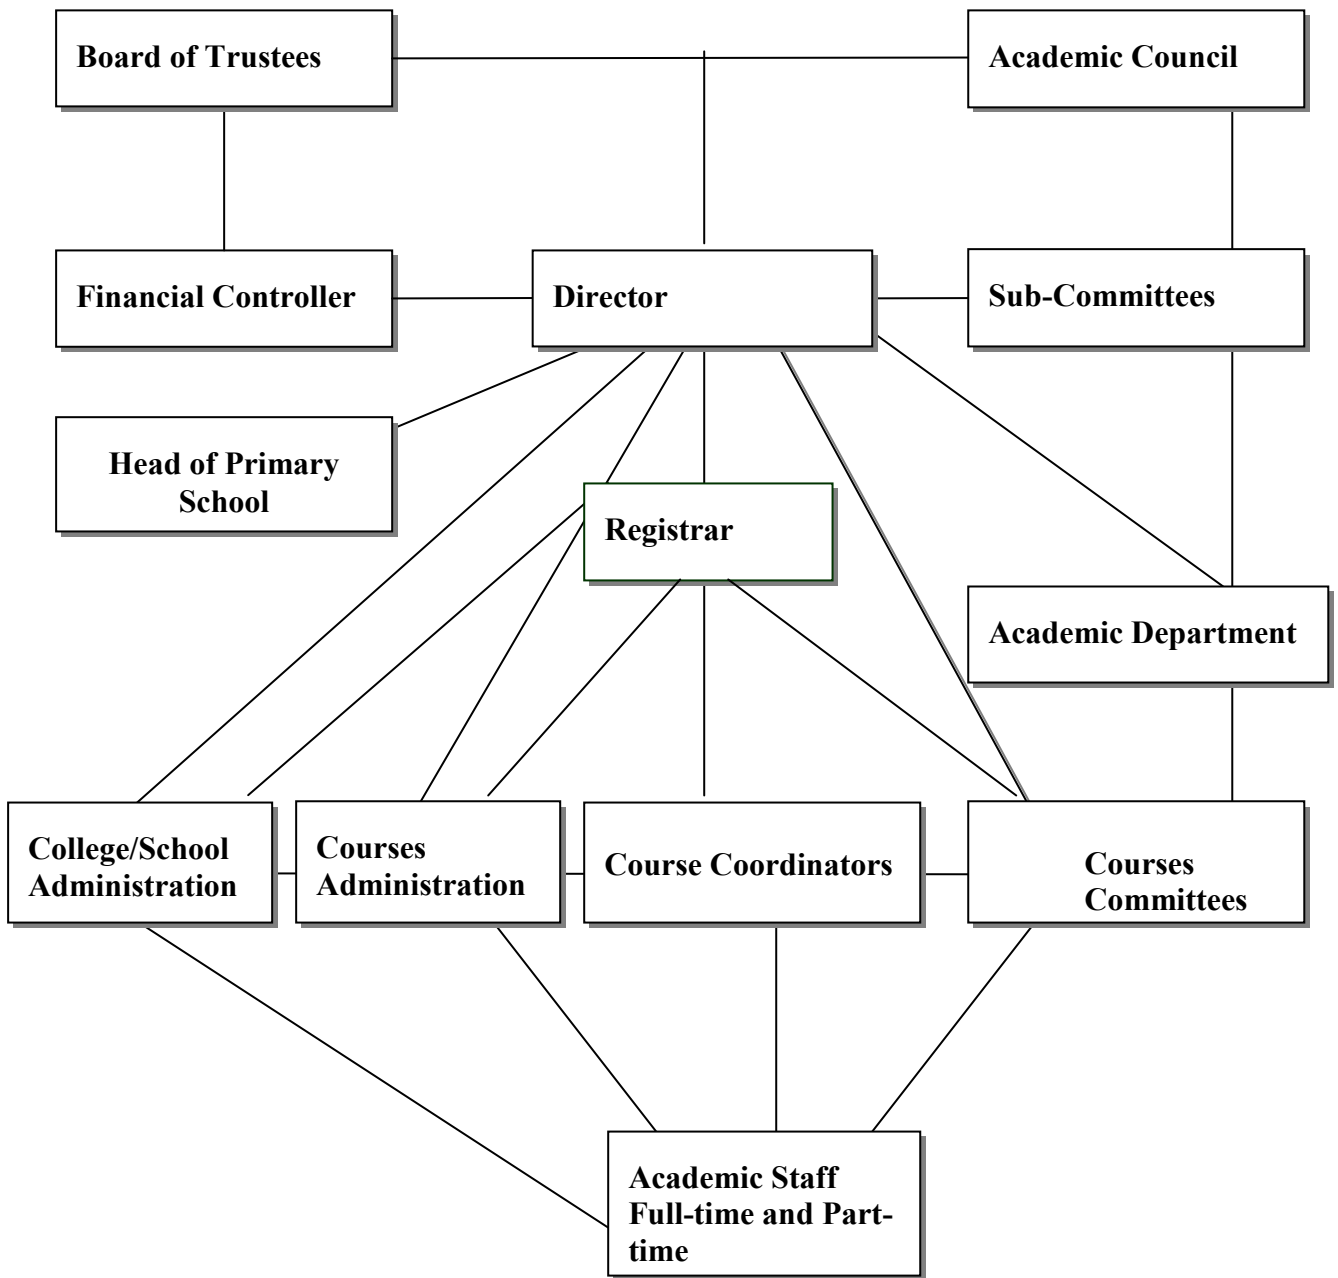 Board of Trustees
Academic Council
Financial Controller
Director
Sub-Committees
Head of Primary
School
Registrar
Academic Department
College/School
Administration
Courses
Administration
Course Coordinators
Courses
Committees
Academic Staff
Full-time and Part-
time